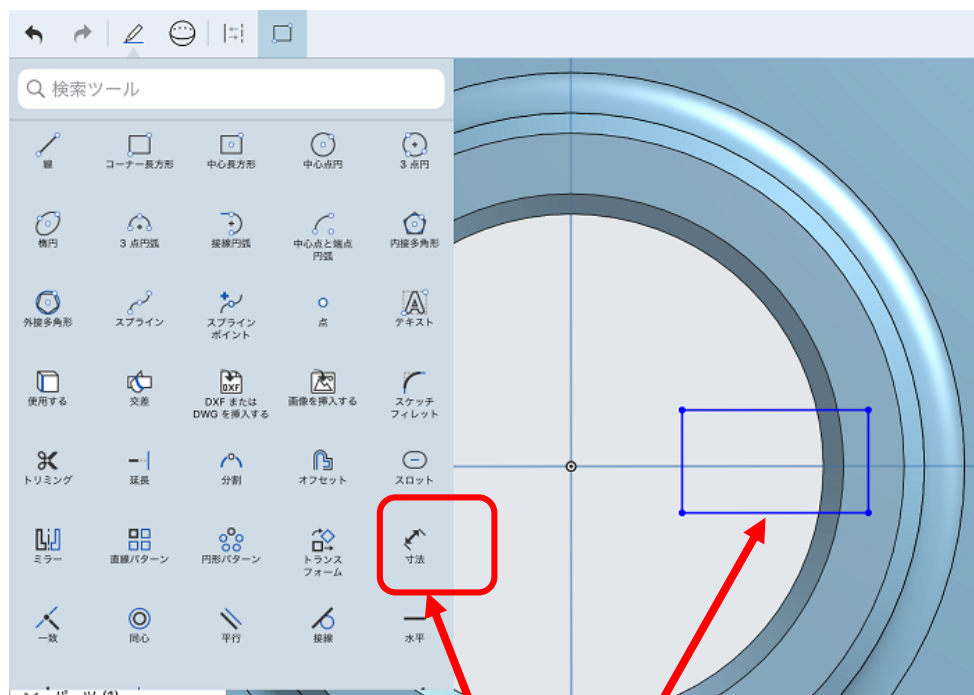 検索ツール
線
コーナー長方形
中心長方形
中心点円
3 点円
楕円
3 点円弧
接線円弧
中心点と端点
円弧
内接多角形
外接多角形
スプライン
スプライン
ポイント
点
テキスト
使用する
交差
DXF
DXF または
DWG を挿入する
画像を挿入する
スケッチ
フィレット
トリミング
延長
分割
オフセット
スロット
ミラー
直線パターン
円形パターン
トランス
フォーム
寸法
一致
同心
平行
接線
水平
パーツ (1)